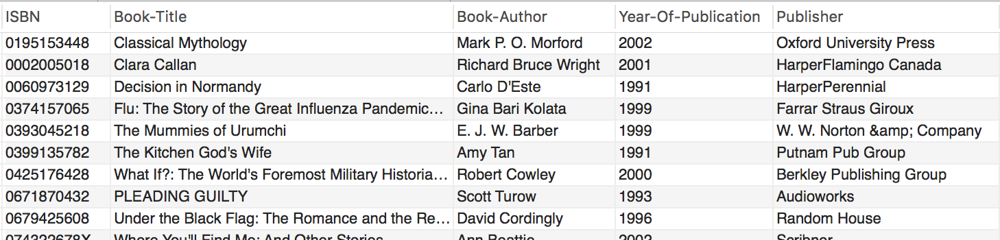 ISBN Book-Title Book-Author Year-Of-Publication Publisher
0195153448 Classical Mythology Mark P. O. Morford 2002 Oxford University Press
0002005018 Clara Callan Richard Bruce Wright 2001 HarperFlamingo Canada
0060973129 Decision in Normandy Carlo D'Este 1991 HarperPerennial
0374157065 Flu: The Story of the Great Influenza Pandemic... Gina Bari Kolata 1999 Farrar Straus Giroux
0393045218 The Mummies of Urumchi E. J. W. Barber 1999 W. W. Norton &amp; Company
0399135782 The Kitchen God's Wife Amy Tan 1991 Putnam Pub Group
0425176428 What If?: The World's Foremost Military Historia... Robert Cowley 2000 Berkley Publishing Group
0671870432 PLEADING GUILTY Scott Turow 1993 Audioworks
0679425608 Under the Black Flag: The Romance and the Re... David Cordingly 1996 Random House
074322678X Where You'll Find Me: And Other Stories Ann Beattie 2002 Scribner